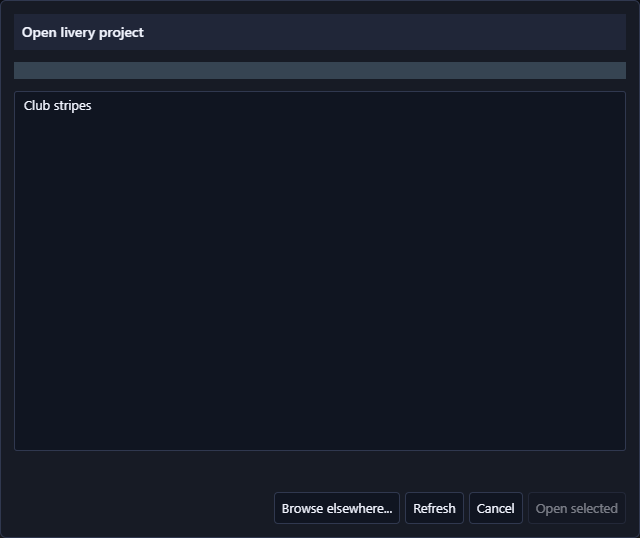 Open livery project
Club stripes
Browse elsewhere...
Refresh
Cancel
Open selected